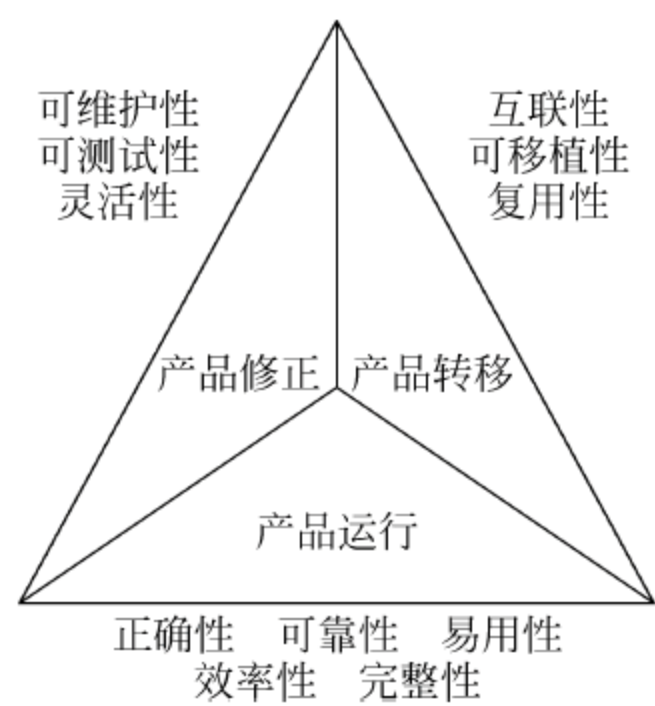 可维护性
可测试性
灵活性
互联性
可移植性
复用性
产品修正
产品转移
产品运行
正确性 可靠性 易用性
效率性 完整性